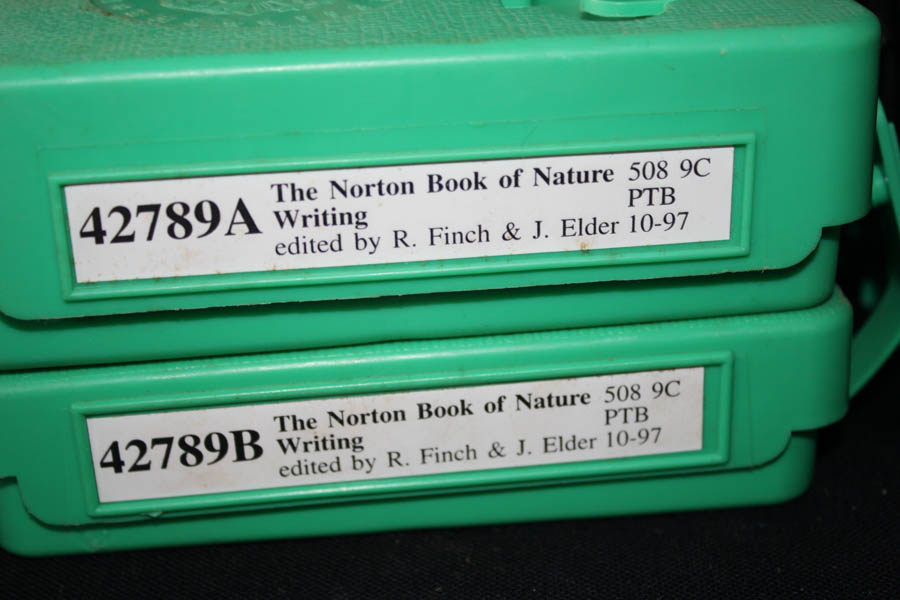 42789A The Norton Book of Nature 508 9C
Writing PTB
edited by R. Finch & J. Elder 10-97
42789B The Norton Book of Nature 508 9C
Writing PTB
edited by R. Finch & J. Elder 10-97